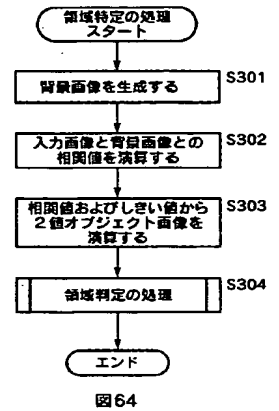 領域特定の処理
スタート
背景画像を生成する
S301
入力画像と背景画像との
相関値を演算する
S302
相関値およびしきい値から
2値オブジェクト画像を
演算する
S303
領域判定の処理
S304
エンド
図64